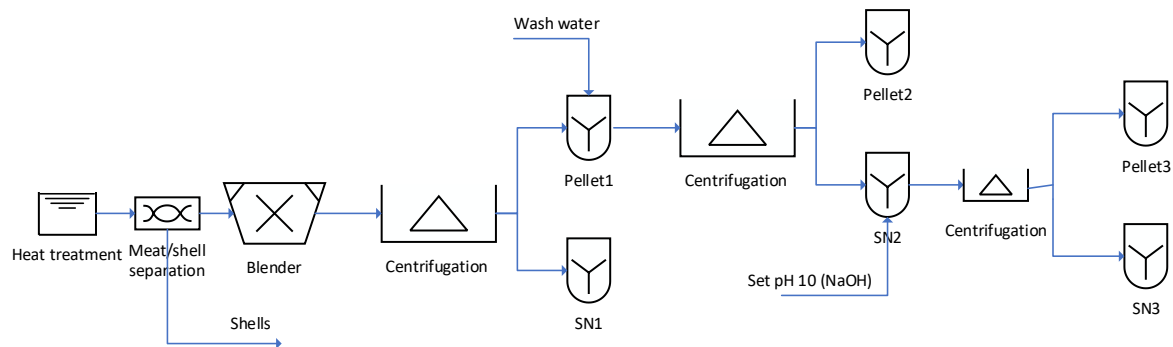 Wash water
Pellet2
Pellet1
Centrifugation
Pellet3
Heat treatment
Meat/shell
separation
Blender
Centrifugation
SN2
Centrifugation
Set pH 10 (NaOH)
Shells
SN1
SN3